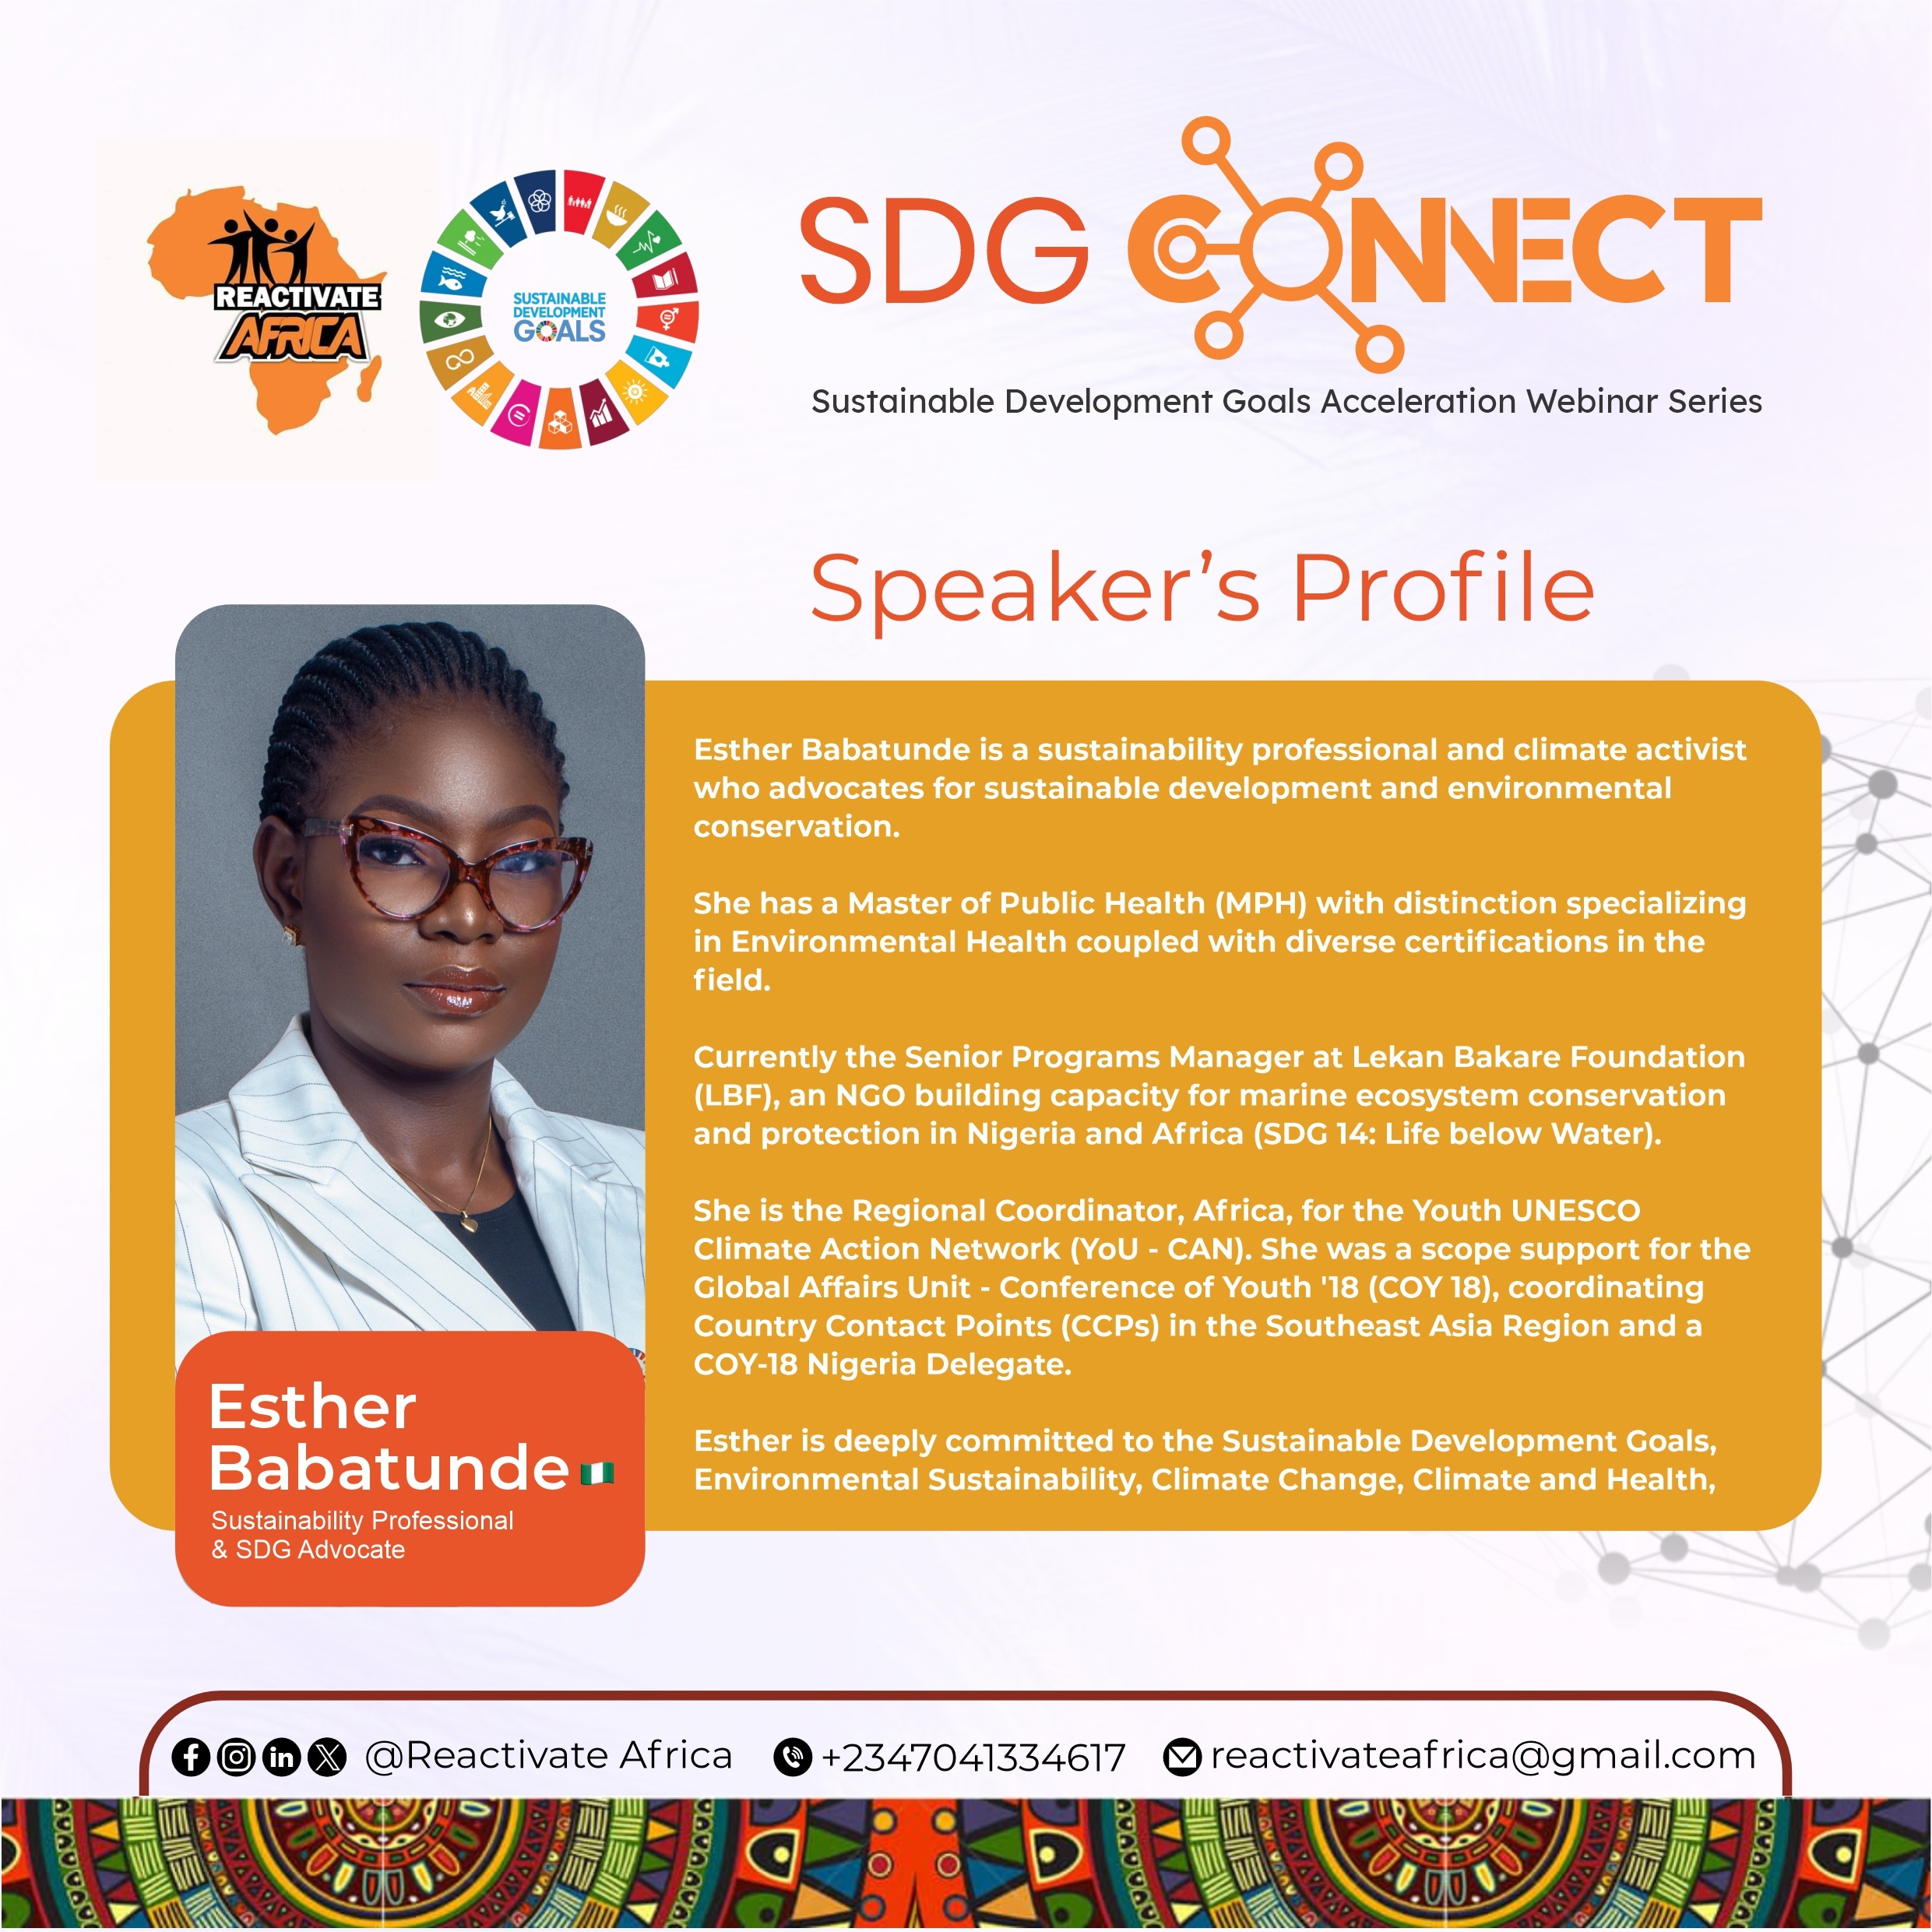 REACTIVATE
AFRICA
SUSTAINABLE
DEVELOPMENT
GOALS
SDG CONNECT
Sustainable Development Goals Acceleration Webinar Series
Speaker’s Profile
Esther Babatunde is a sustainability professional and climate activist
who advocates for sustainable development and environmental
conservation.
She has a Master of Public Health (MPH) with distinction specializing
in Environmental Health coupled with diverse certifications in the
field.
Currently the Senior Programs Manager at Lekan Bakare Foundation
(LBF), an NGO building capacity for marine ecosystem conservation
and protection in Nigeria and Africa (SDG 14: Life below Water).
She is the Regional Coordinator, Africa, for the Youth UNESCO
Climate Action Network (YoU - CAN). She was a scope support for the
Global Affairs Unit - Conference of Youth '18 (COY 18), coordinating
Country Contact Points (CCPs) in the Southeast Asia Region and a
COY-18 Nigeria Delegate.
Esther is deeply committed to the Sustainable Development Goals,
Environmental Sustainability, Climate Change, Climate and Health,
Esther
Babatunde
Sustainability Professional
& SDG Advocate
@Reactivate Africa
+2347041334617
reactivateafrica@gmail.com